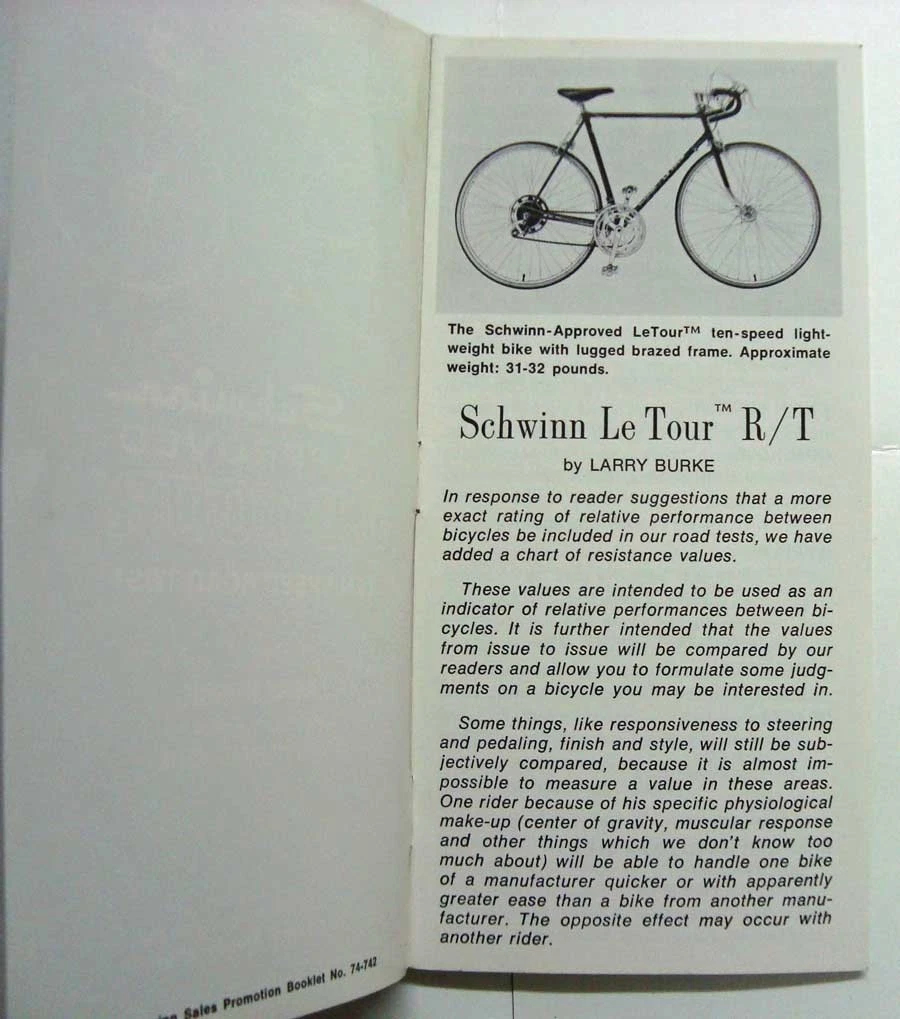 Sales Promotion Booklet No. 74-742
The Schwinn-Approved LeTour™ ten-speed light-
weight bike with lugged brazed frame. Approximate
weight: 31-32 pounds.
Schwinn Le Tour™ R/T
by LARRY BURKE
In response to reader suggestions that a more
exact rating of relative performance between
bicycles be included in our road tests, we have
added a chart of resistance values.
These values are intended to be used as an
indicator of relative performances between bi-
cycles. It is further intended that the values
from issue to issue will be compared by our
readers and allow you to formulate some judg-
ments on a bicycle you may be interested in.
Some things, like responsiveness to steering
and pedaling, finish and style, will still be sub-
jectively compared, because it is almost im-
possible to measure a value in these areas.
One rider because of his specific physiological
make-up (center of gravity, muscular response
and other things which we don't know too
much about) will be able to handle one bike
of a manufacturer quicker or with apparently
greater ease than a bike from another manu-
facturer. The opposite effect may occur with
another rider.